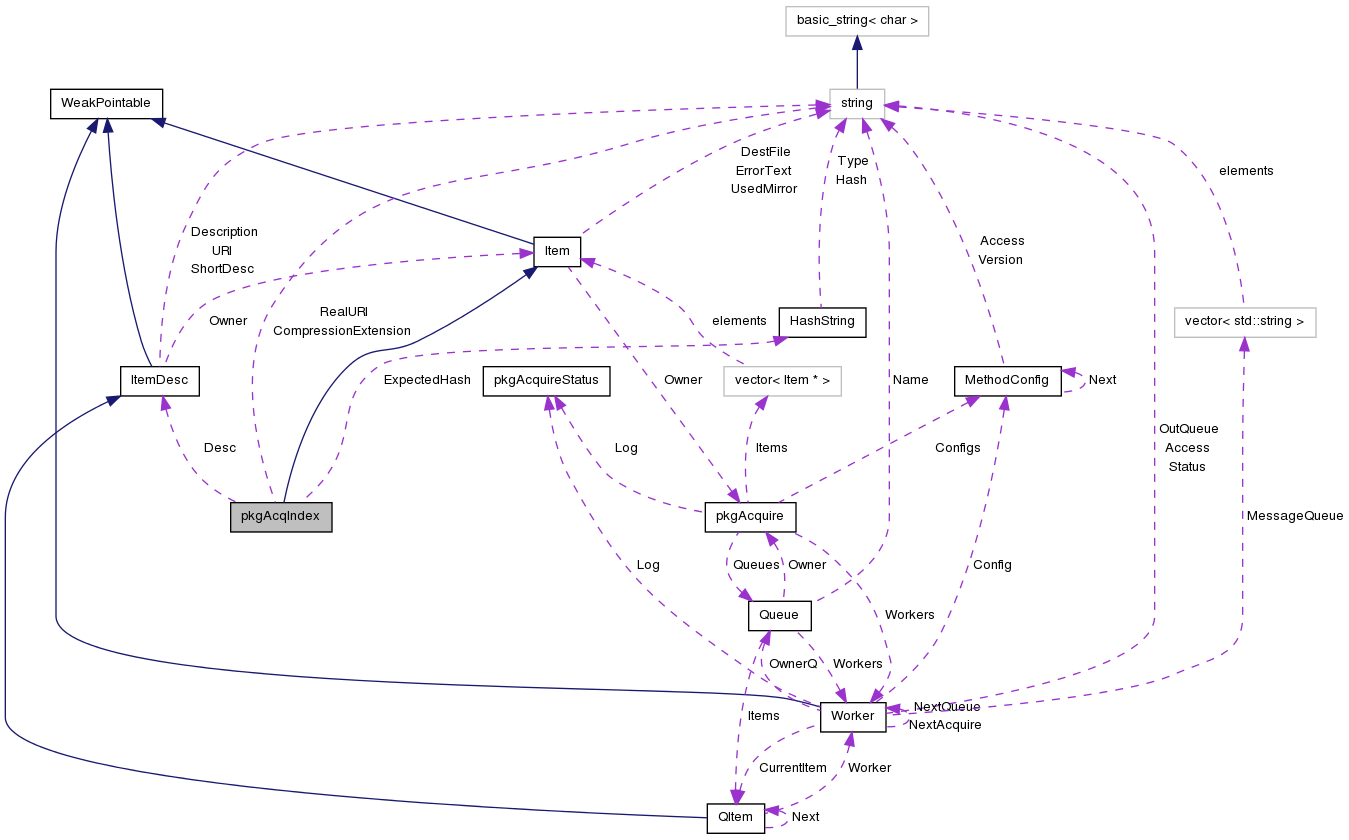 basic_string< char >
WeakPointable
string
DestFile
ErrorText
UsedMirror
Type
Hash
elements
Description
URI
ShortDesc
Item
Access
Version
RealURI
CompressionExtension
Owner
elements
HashString
vector< std::string >
ItemDesc
ExpectedHash
pkgAcquireStatus
Owner
vector< Item * >
Name
MethodConfig
Next
OutQueue
Access
Status
Desc
Log
Items
Configs
pkgAcqIndex
pkgAcquire
MessageQueue
Log
Queues
Owner
Config
Queue
Workers
OwnerQ
Workers
Items
Worker
NextQueue
NextAcquire
CurrentItem
Worker
QItem
Next